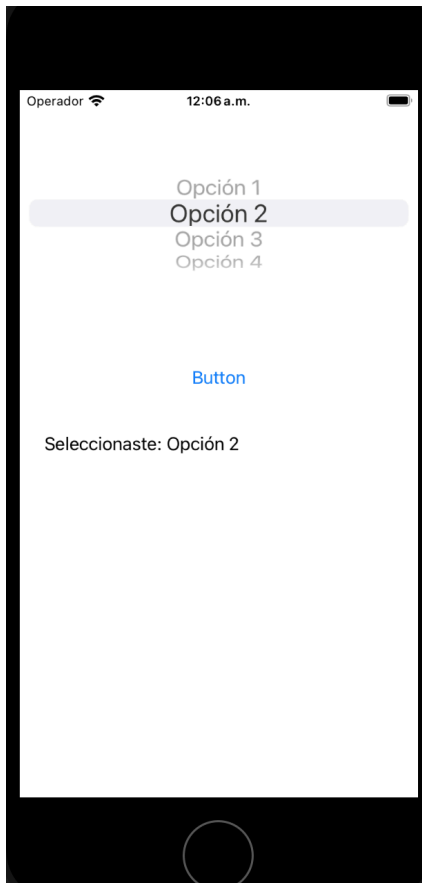 Operador 12:06 a.m.
Opción 1
Opción 2
Opción 3
Opción 4
Button
Seleccionaste: Opción 2